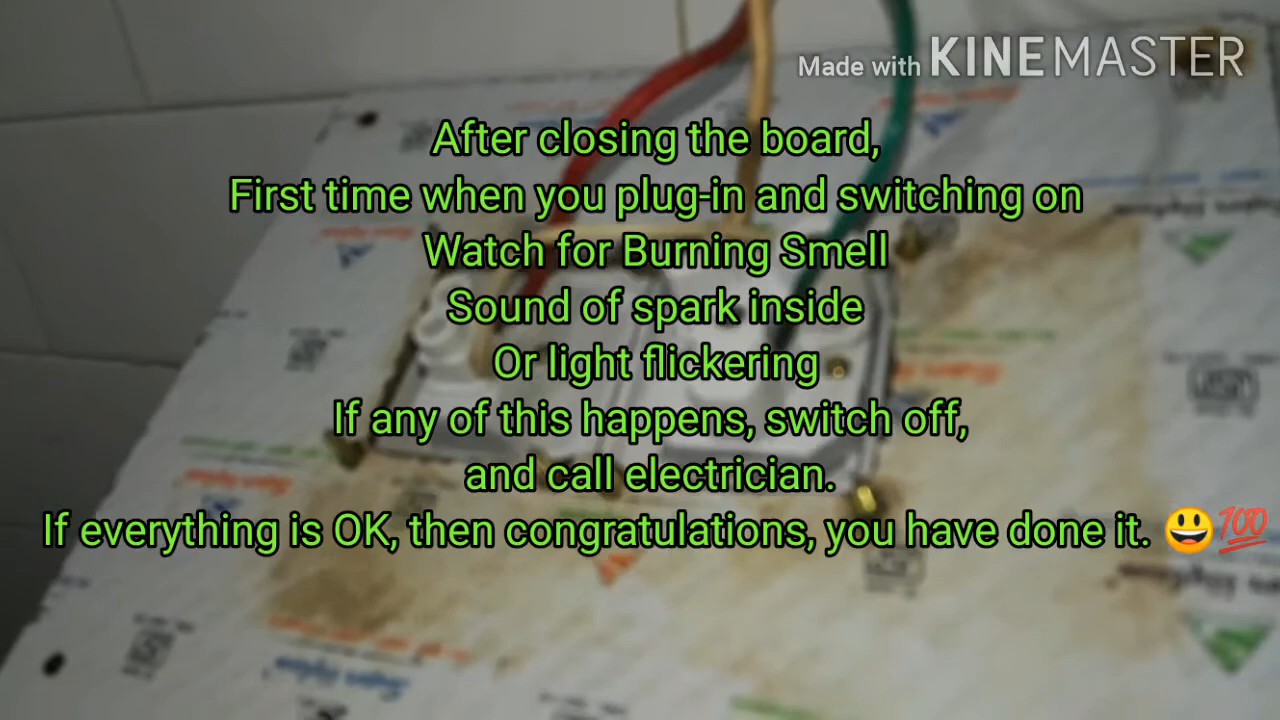 Made with KINEMASTER
After closing the board,
First time when you plug-in and switching on
Watch for Burning Smell
Sound of spark inside
Or light flickering
If any of this happens, switch off,
and call electrician.
If everything is OK, then congratulations, you have done it. 😃💯